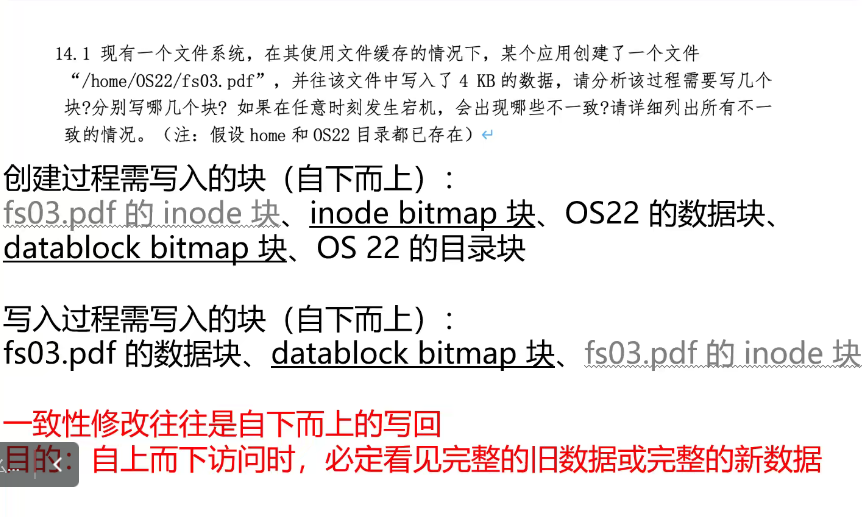 14.1 现有一个文件系统，在其使用文件缓存的情况下，某个应用创建了一个文件
“/home/OS22/fs03.pdf”，并往该文件中写入了 4 KB 的数据，请分析该过程需要写几个
块?分别写哪几个块? 如果在任意时刻发生宕机，会出现哪些不一致?请详细列出所有不一
致的情况。（注：假设 home 和 OS22 目录都已存在）↵
创建过程需写入的块（自下而上）:
fs03.pdf 的 inode 块、inode bitmap 块、OS22 的数据块、
datablock bitmap 块、OS 22 的目录块
写入过程需写入的块（自下而上）:
fs03.pdf 的数据块、datablock bitmap 块、fs03.pdf 的 inode 块
一致性修改往往是自下而上的写回
目的：自上而下访问时，必定看见完整的旧数据或完整的新数据